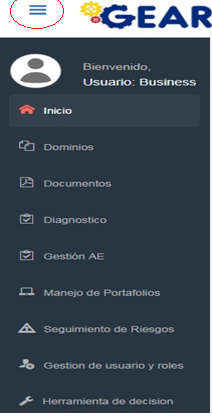 GEAR
Bienvenido,
Usuario: Business
Inicio
Dominios
Documentos
Diagnostico
Gestión AE
Manejo de Portafolios
Seguimiento de Riesgos
Gestion de usuario y roles
Herramienta de decision